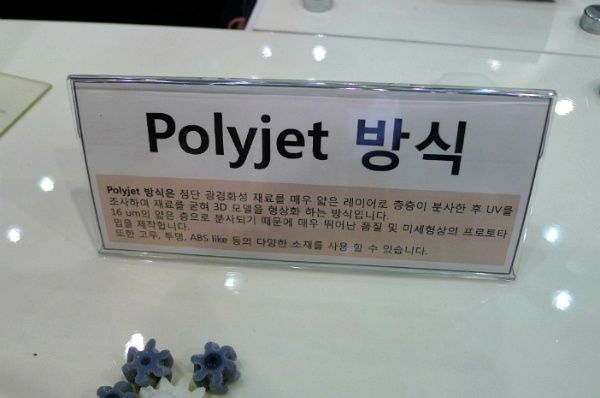 Polyjet 방식
Polyjet 방식은 첨단 광경화성 재료를 매우 얇은 레이어로 층층이 분사한 후 UV를
조사하여 재료를 굳혀 3D 모델을 형상화 하는 방식입니다.
16 um의 얇은 층으로 분사되기 때문에 매우 뛰어난 품질 및 미세형상의 프로토타
입을 제작합니다.
또한 고무, 투명, ABS like 등의 다양한 소재를 사용 할 수 있습니다.